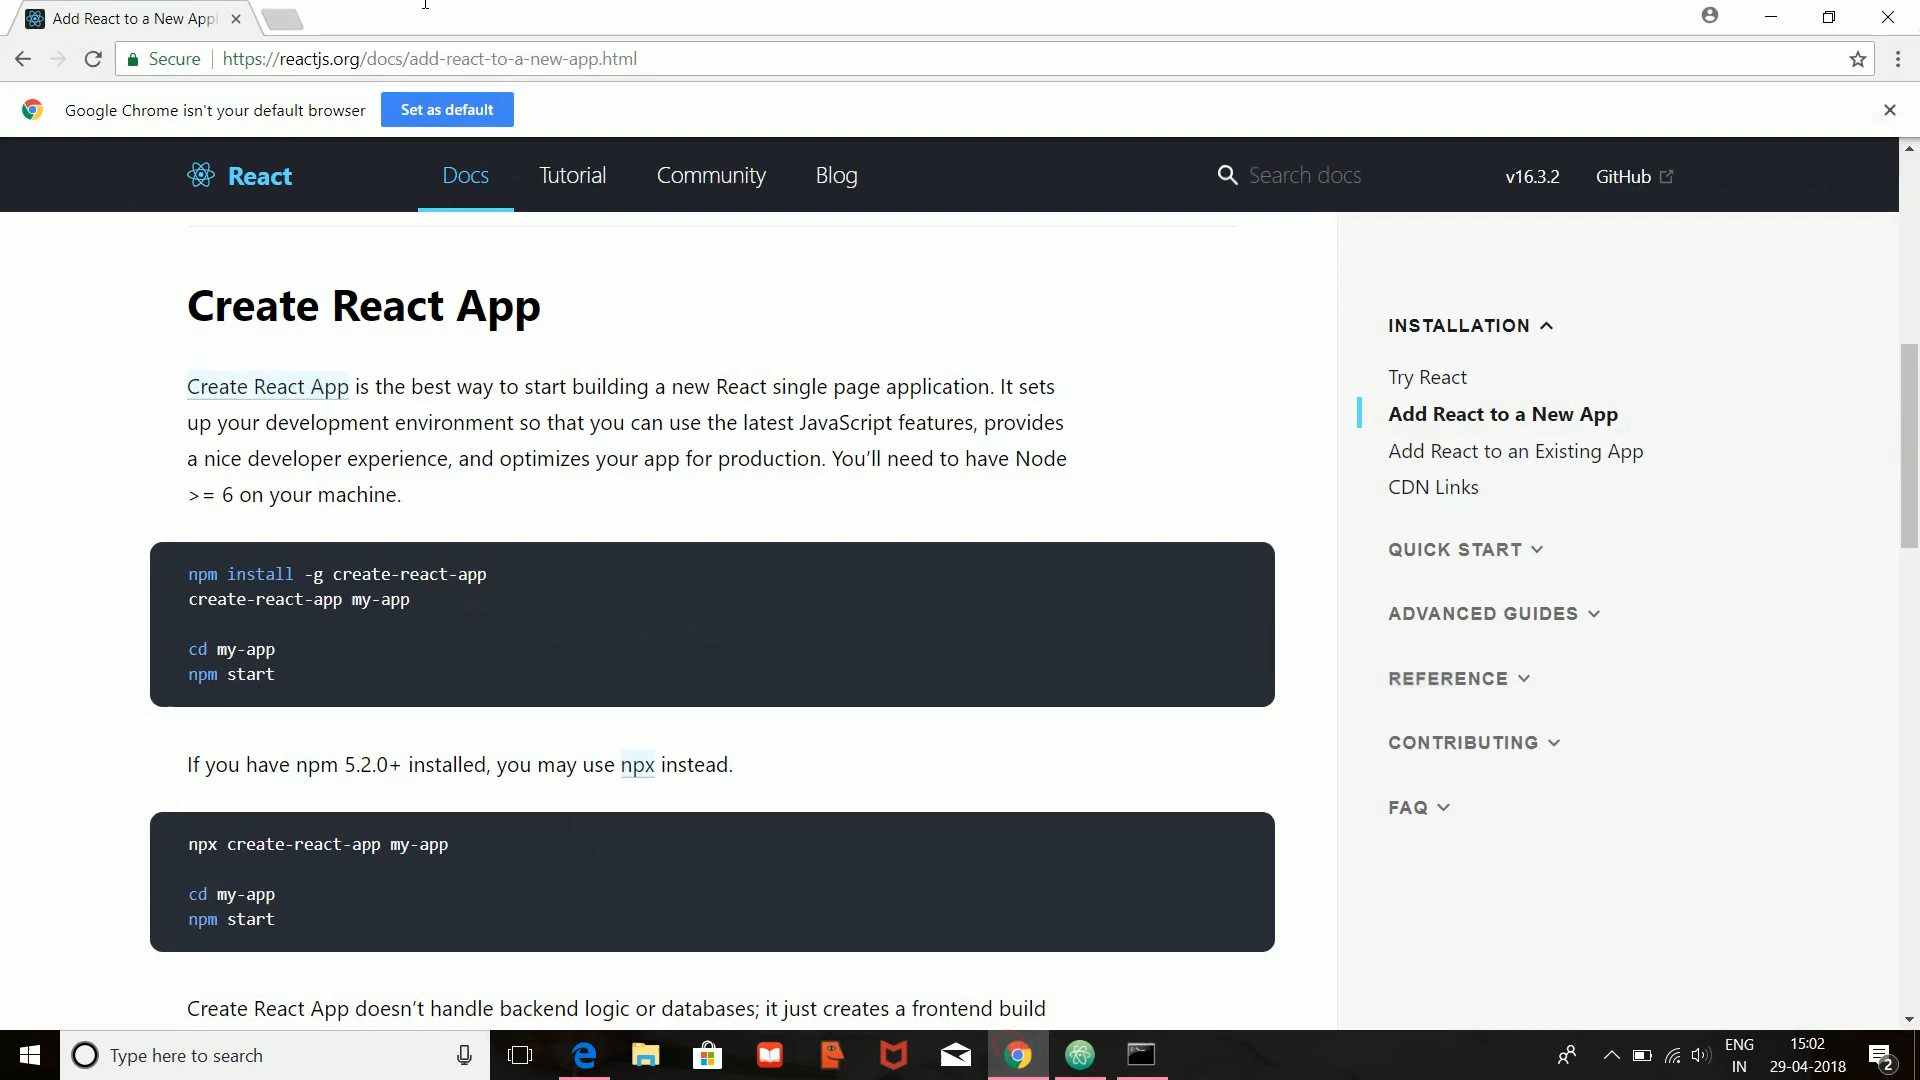 Add React to a New App
Secure https://reactjs.org/docs/add-react-to-a-new-app.html
Google Chrome isn't your default browser Set as default
React Docs Tutorial Community Blog Search docs v16.3.2 GitHub
Create React App
Create React App is the best way to start building a new React single page application. It sets
up your development environment so that you can use the latest JavaScript features, provides
a nice developer experience, and optimizes your app for production. You’ll need to have Node
>= 6 on your machine.
npm install -g create-react-app
create-react-app my-app
cd my-app
npm start
If you have npm 5.2.0+ installed, you may use npx instead.
npx create-react-app my-app
cd my-app
npm start
Create React App doesn’t handle backend logic or databases; it just creates a frontend build
INSTALLATION
Try React
Add React to a New App
Add React to an Existing App
CDN Links
QUICK START
ADVANCED GUIDES
REFERENCE
CONTRIBUTING
FAQ
Type here to search
ENG
IN
15:02
29-04-2018
2